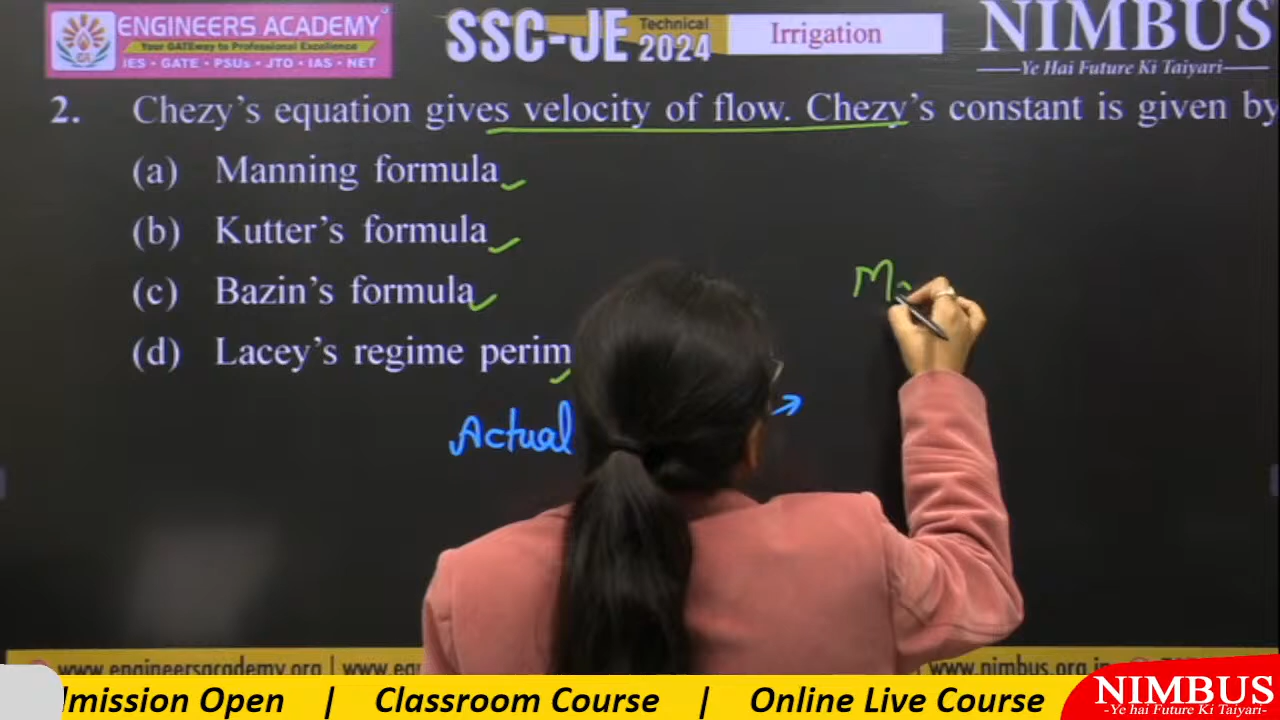 ENGINEERS ACADEMY
Your GATEway to Professional Excellence
IES • GATE • PSUs • JTO • IAS • NET
SSC-JE Technical 2024
Irrigation
NIMBUS
Ye Hai Future Ki Taiyari
2. Chezy's equation gives velocity of flow. Chezy's constant is given by
(a) Manning formula
(b) Kutter's formula
(c) Bazin's formula
(d) Lacey's regime perim
Actual
M
www.engineersacademy.org | www.
www.nimbus.org.in
dmission Open | Classroom Course | Online Live Course
NIMBUS
-Ye hai Future Ki Taiyari-